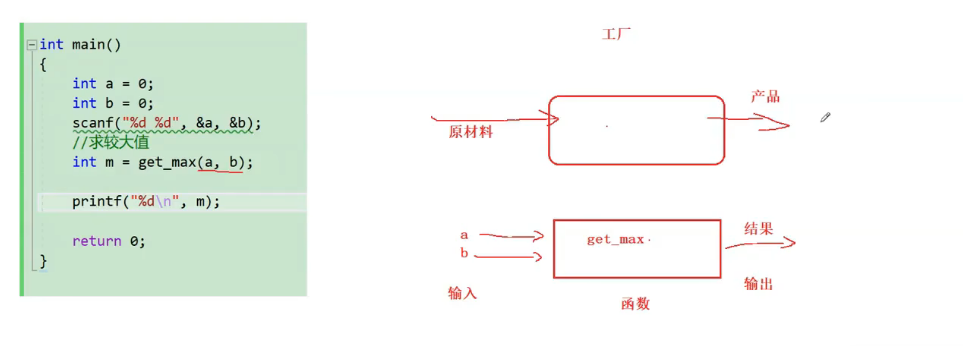 int main()
{
int a = 0;
int b = 0;
scanf("%d %d", &a, &b);
//求较大值
int m = get_max(a, b);
printf("%d\n", m);
return 0;
}
工厂
产品
原材料
a
b
get_max
结果
输入
输出
函数